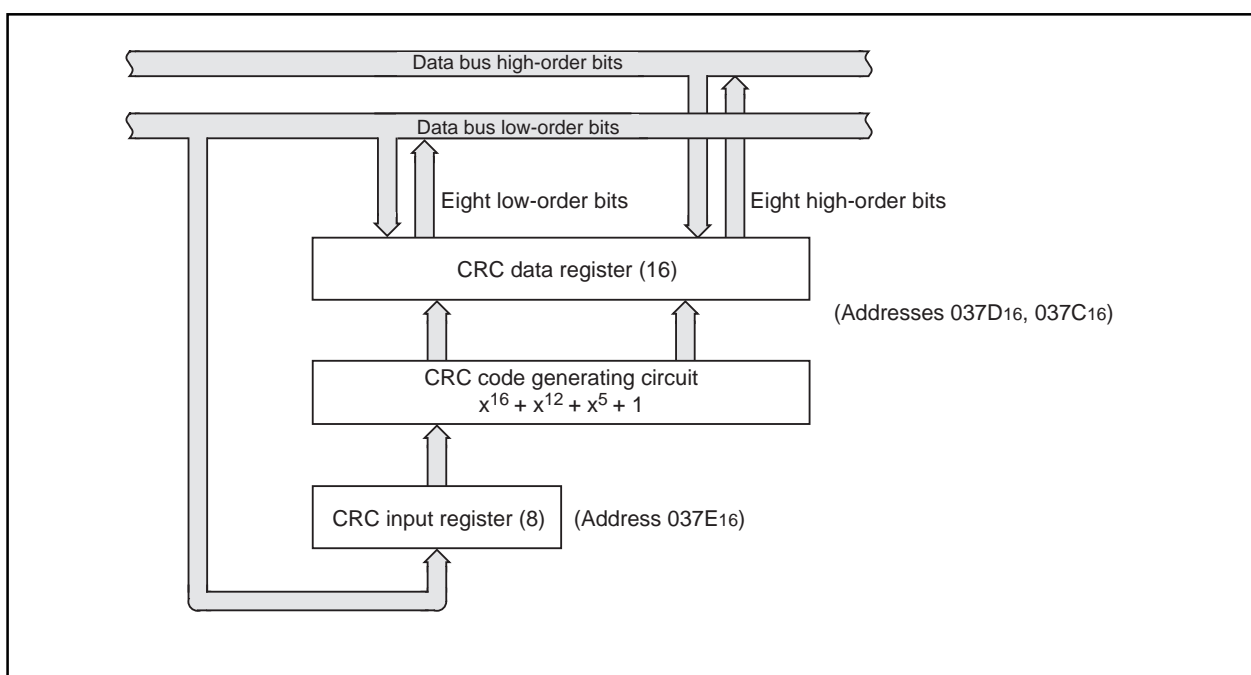 Data bus high-order bits
Data bus low-order bits
Eight low-order bits
Eight high-order bits
CRC data register (16)
(Addresses 037D16, 037C16)
CRC code generating circuit
x16 + x12 + x5 + 1
CRC input register (8)
(Address 037E16)